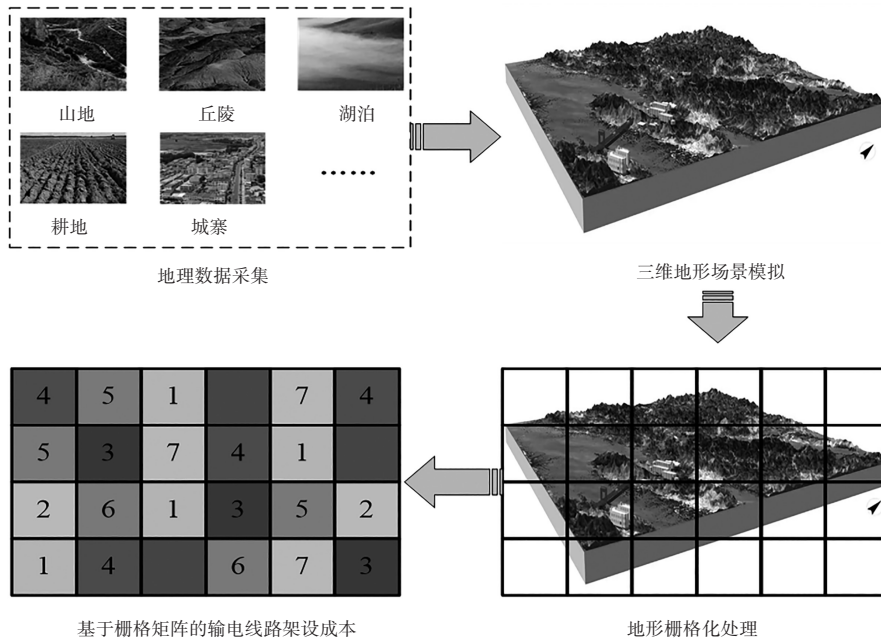 山地 丘陵 湖泊
耕地 城寨 ......
地理数据采集
三维地形场景模拟
4 5 1 7 4
5 3 7 4 1
2 6 1 3 5 2
1 4 6 7 3
基于栅格矩阵的输电线路架设成本
地形栅格化处理